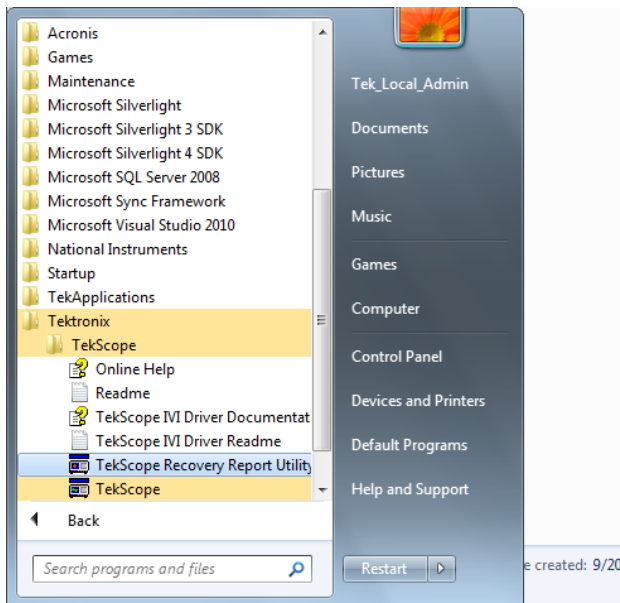 Acronis
Games
Maintenance
Microsoft Silverlight
Microsoft Silverlight 3 SDK
Microsoft Silverlight 4 SDK
Microsoft SQL Server 2008
Microsoft Sync Framework
Microsoft Visual Studio 2010
National Instruments
Startup
TekApplications
Tektronix
TekScope
Online Help
Readme
TekScope IVI Driver Documentat
TekScope IVI Driver Readme
TekScope Recovery Report Utility
TekScope
Back
Search programs and files
Tek_Local_Admin
Documents
Pictures
Music
Games
Computer
Control Panel
Devices and Printers
Default Programs
Help and Support
Restart
e created: 9/20